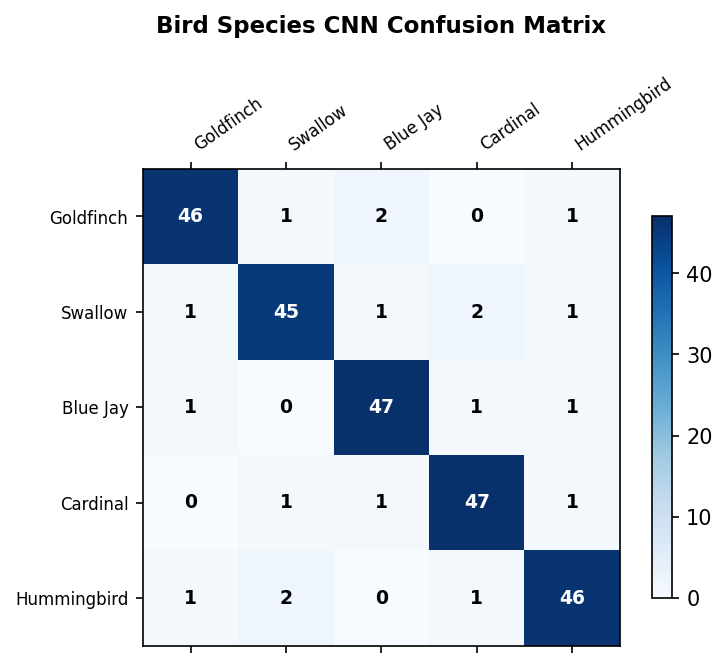 Bird Species CNN Confusion Matrix
Goldfinch Swallow Blue Jay Cardinal Hummingbird
Goldfinch 46 1 2 0 1
Swallow 1 45 1 2 1
Blue Jay 1 0 47 1 1
Cardinal 0 1 1 47 1
Hummingbird 1 2 0 1 46
40
30
20
10
0